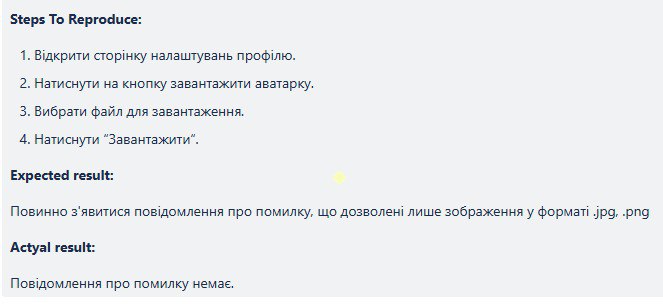 Steps To Reproduce:
1. Відкрити сторінку налаштувань профілю.
2. Натиснути на кнопку завантажити аватарку.
3. Вибрати файл для завантаження.
4. Натиснути “Завантажити”.
Expected result:
Повинно з'явитися повідомлення про помилку, що дозволені лише зображення у форматі .jpg, .png
Actyal result:
Повідомлення про помилку немає.